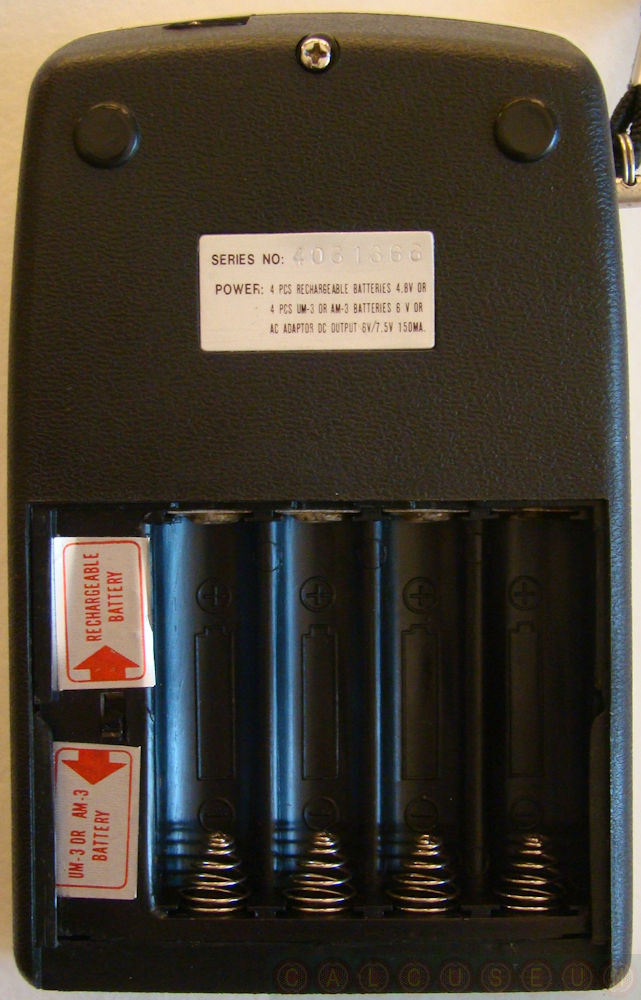 SERIES NO: 4031366
POWER: 4 PCS RECHARGEABLE BATTERIES 4.8V OR
4 PCS UM-3 OR AM-3 BATTERIES 6 V OR
AC ADAPTOR DC OUTPUT 6V/7.5V 150MA.
RECHARGEABLE
BATTERY
UM-3 OR AM-3
BATTERY
CALCUSEUM